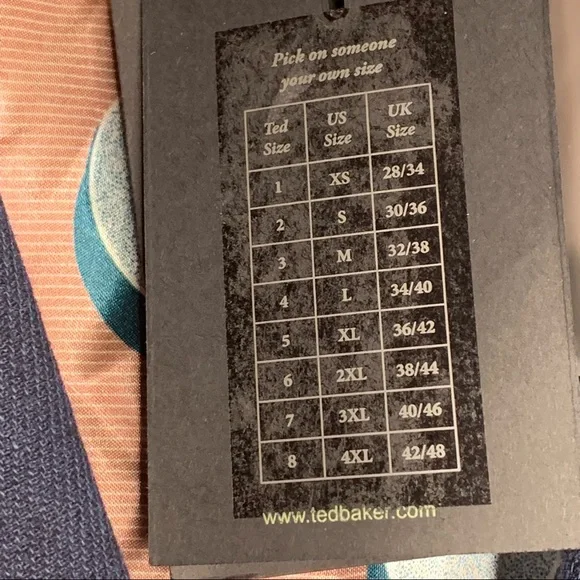 Pick on someone
your own size
Ted Size US Size UK Size
1 XS 28/34
2 S 30/36
3 M 32/38
4 L 34/40
5 XL 36/42
6 2XL 38/44
7 3XL 40/46
8 4XL 42/48
www.tedbaker.com